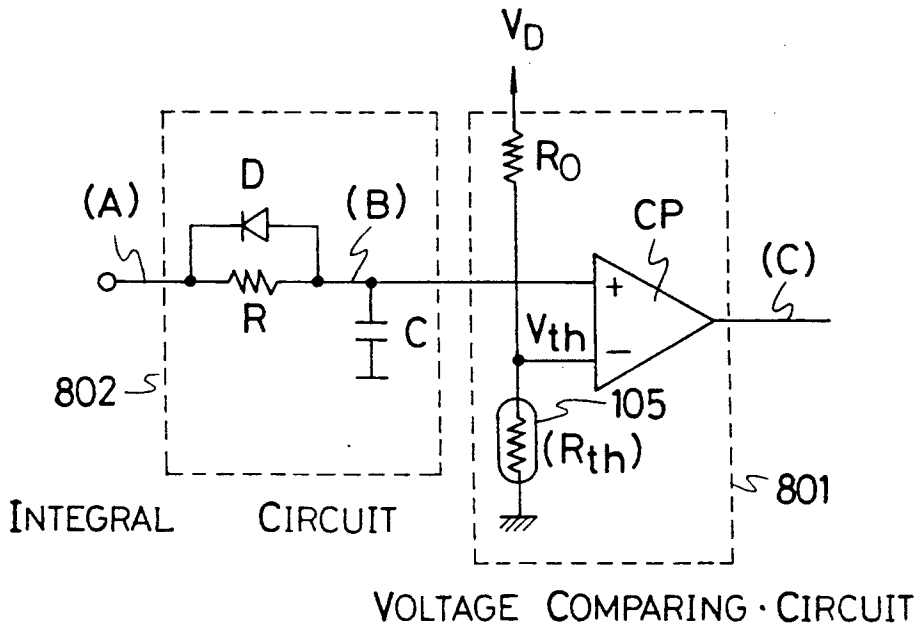 V_D
R_O
D
(A)
(B)
CP
(C)
R
V_th
C
802
105
(R_th)
801
+
−
INTEGRAL CIRCUIT
VOLTAGE COMPARING·CIRCUIT